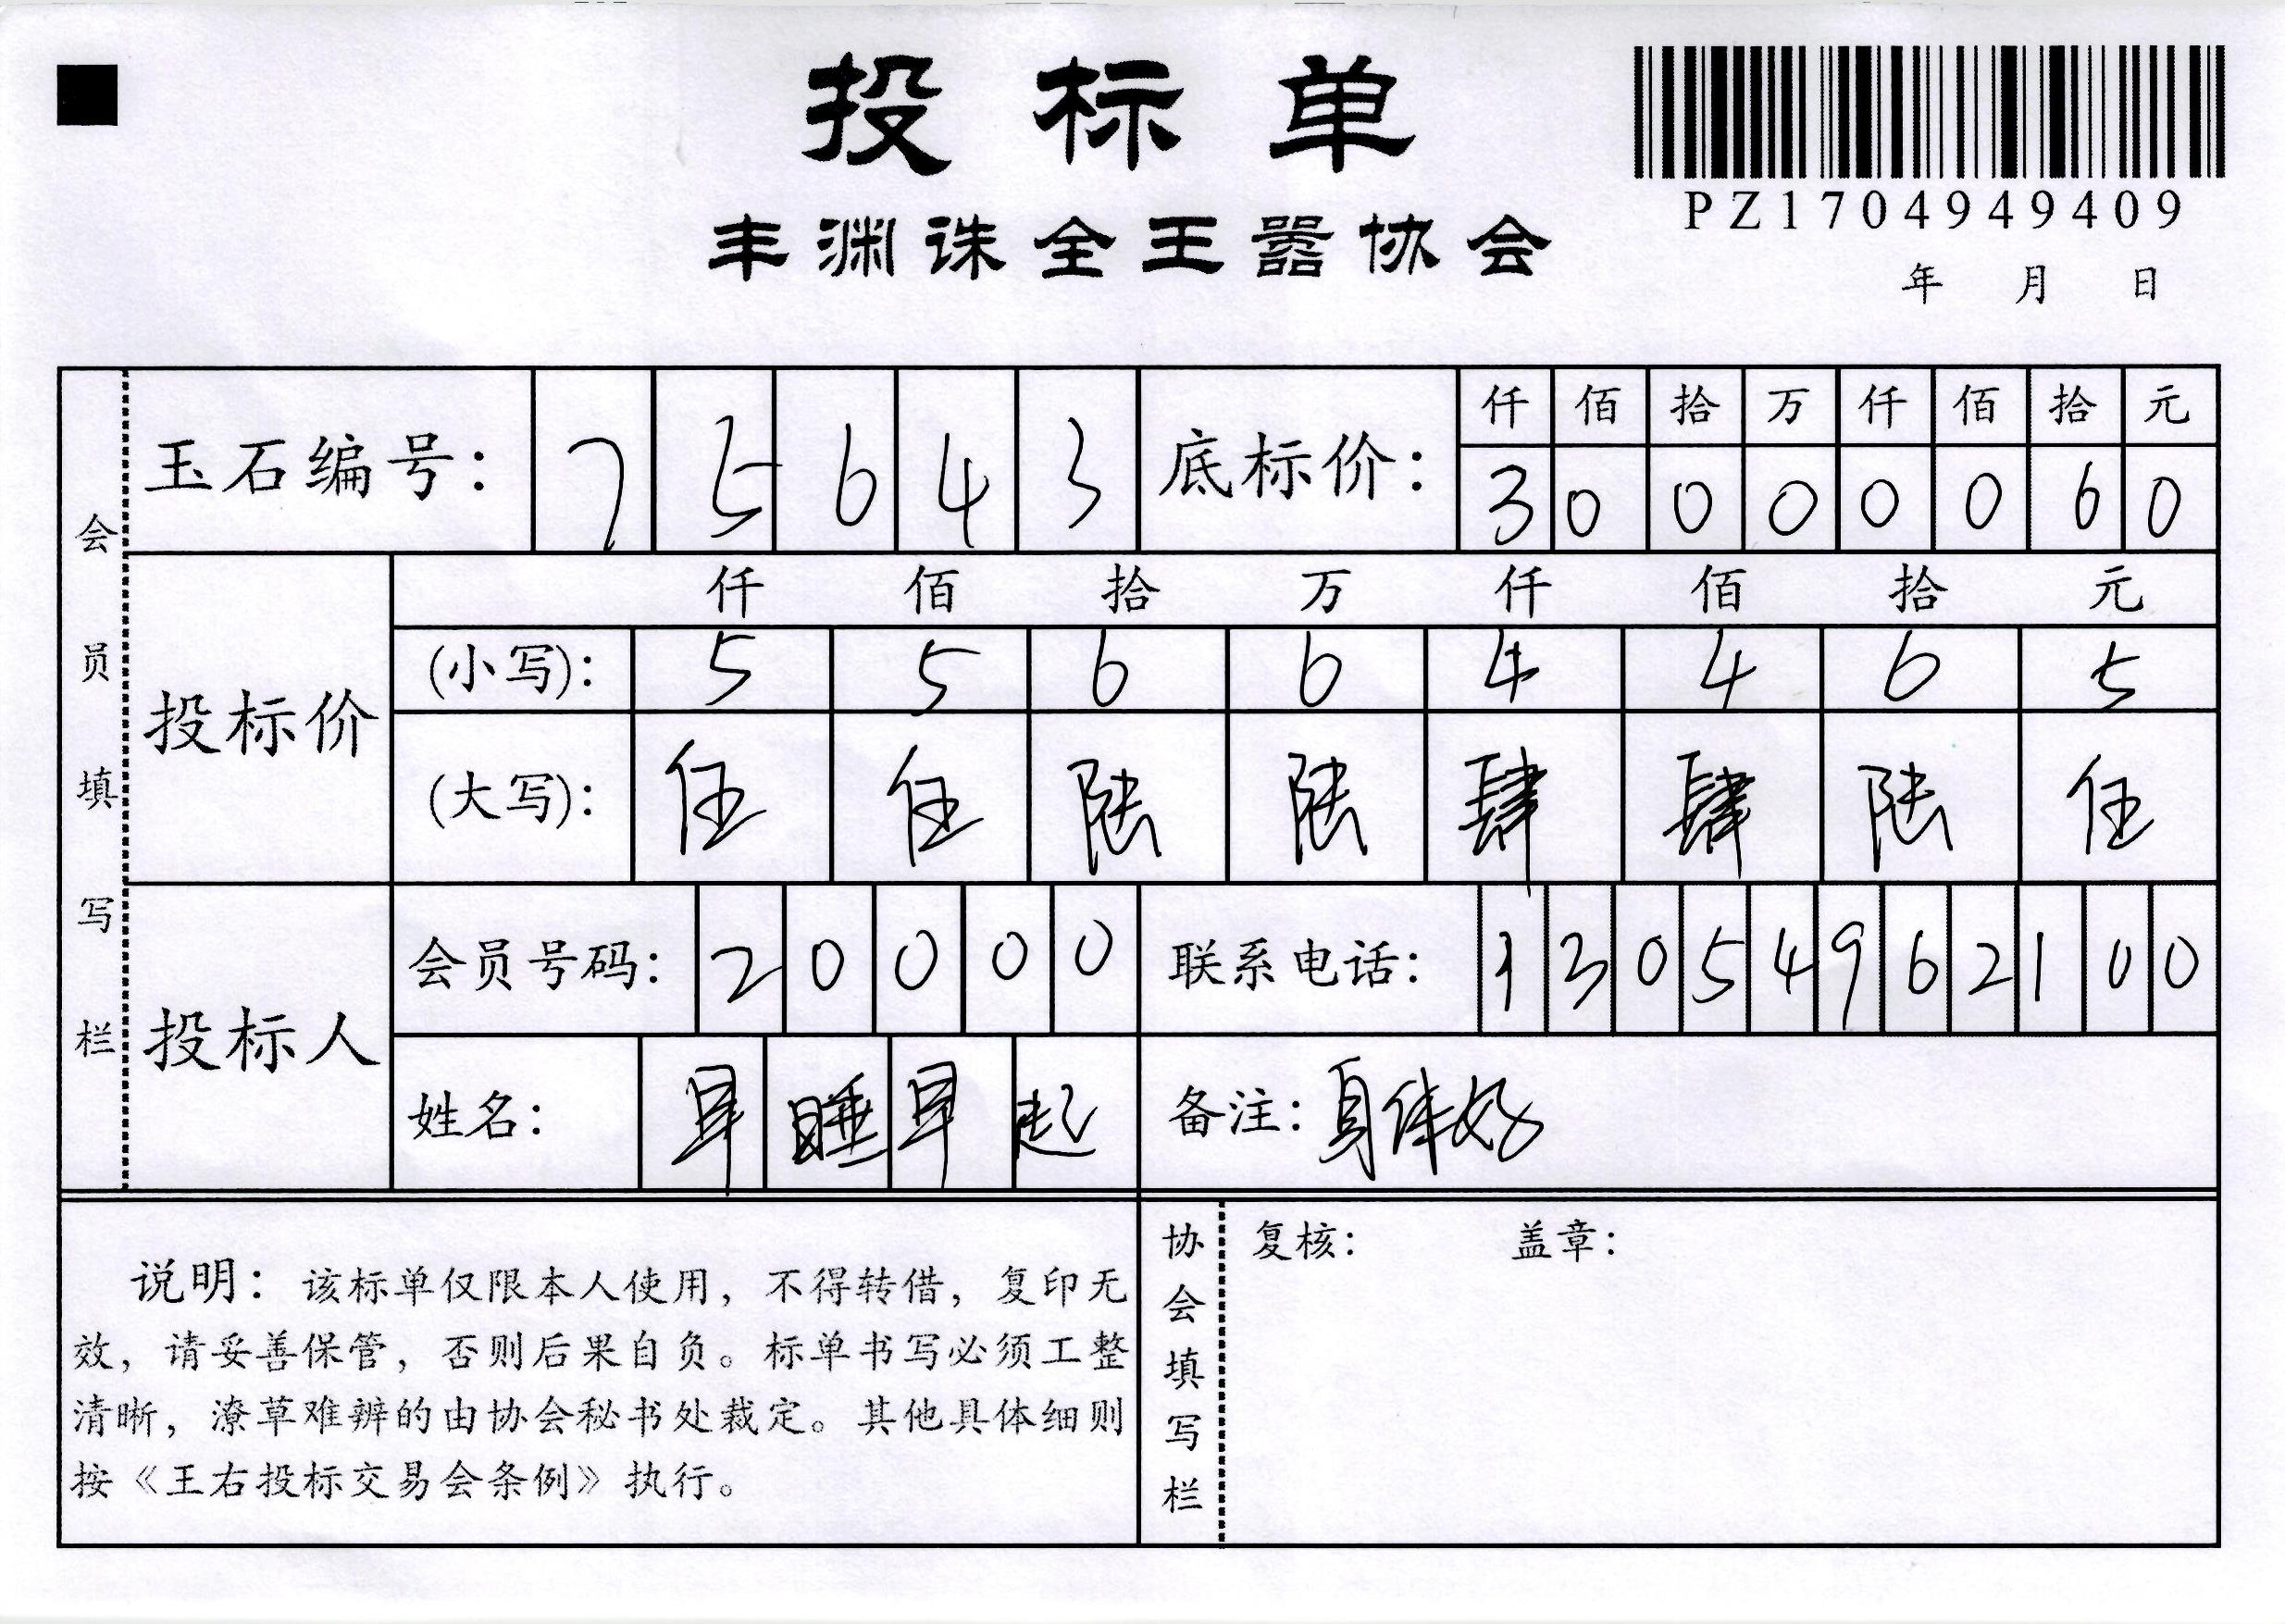 投标单
丰渊诛全王嚣协会
PZ1704949409
年 月 日
会员填写栏
玉石编号： 7 5 6 4 3
底标价： 仟 佰 拾 万 仟 佰 拾 元
3 0 0 0 0 0 6 0
投标价
仟 佰 拾 万 仟 佰 拾 元
(小写)： 5 5 6 6 4 4 6 5
(大写)： 伍 伍 陆 陆 肆 肆 陆 伍
投标人
会员号码： 2 0 0 0 0
联系电话： 1 3 0 5 4 9 6 2 1 0 0
姓名： 早 睡 早 起
备注：身体好
说明：该标单仅限本人使用，不得转借，复印无
效，请妥善保管，否则后果自负。标单书写必须工整
清晰，潦草难辨的由协会秘书处裁定。其他具体细则
按《王右投标交易会条例》执行。
协会填写栏
复核： 盖章：